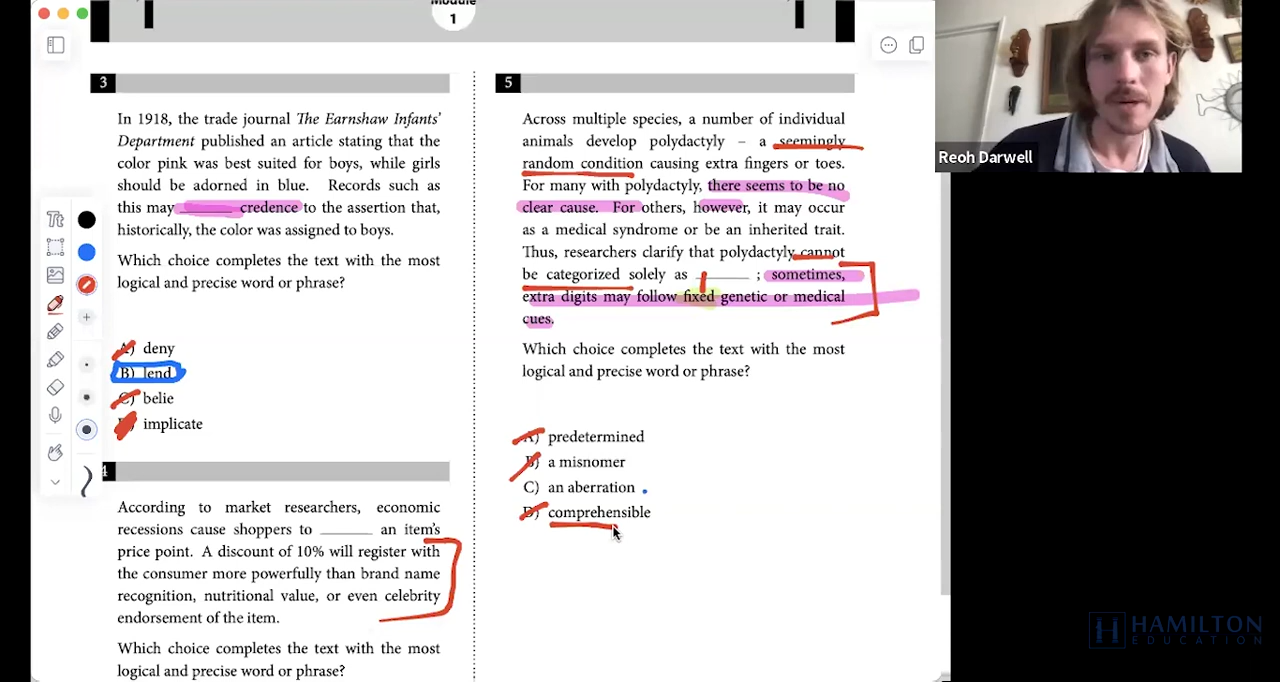 Module
1
3
In 1918, the trade journal The Earnshaw Infants'
Department published an article stating that the
color pink was best suited for boys, while girls
should be adorned in blue. Records such as
this may ______ credence to the assertion that,
historically, the color was assigned to boys.
Which choice completes the text with the most
logical and precise word or phrase?
A) deny
B) lend
C) belie
implicate
4
According to market researchers, economic
recessions cause shoppers to ______ an item's
price point. A discount of 10% will register with
the consumer more powerfully than brand name
recognition, nutritional value, or even celebrity
endorsement of the item.
Which choice completes the text with the most
logical and precise word or phrase?
5
Across multiple species, a number of individual
animals develop polydactyly – a seemingly
random condition causing extra fingers or toes.
For many with polydactyly, there seems to be no
clear cause. For others, however, it may occur
as a medical syndrome or be an inherited trait.
Thus, researchers clarify that polydactyly cannot
be categorized solely as ______ ; sometimes,
extra digits may follow fixed genetic or medical
cues.
Which choice completes the text with the most
logical and precise word or phrase?
A) predetermined
B) a misnomer
C) an aberration
D) comprehensible
Tt
Reoh Darwell
HAMILTON
EDUCATION